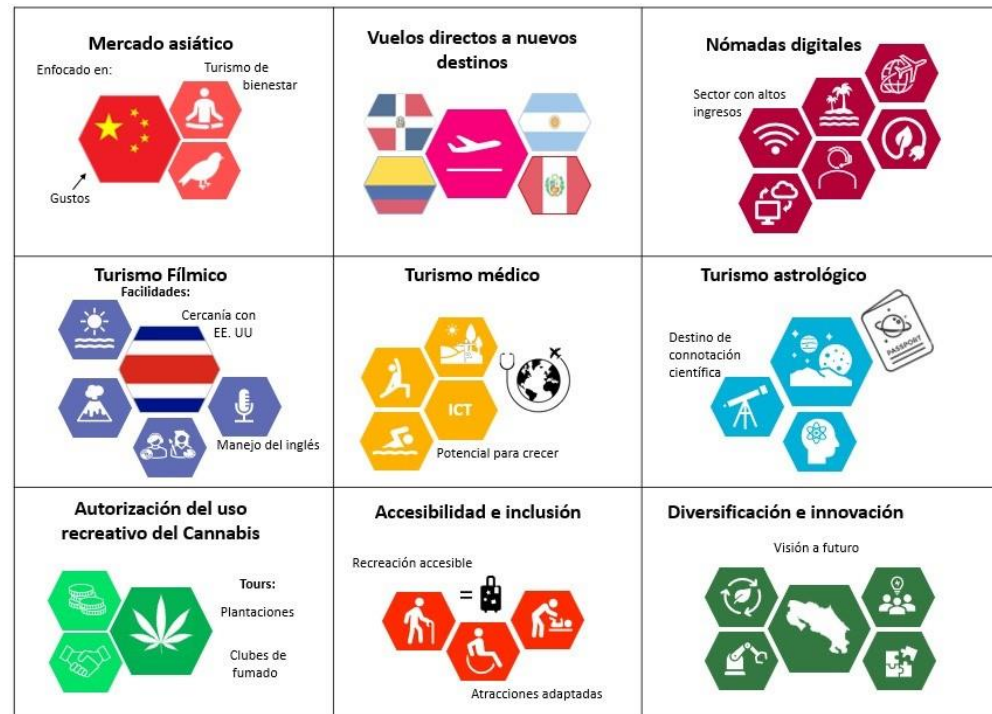 Mercado asiático
Enfocado en:
Turismo de
bienestar
Gustos
Vuelos directos a nuevos
destinos
Nómadas digitales
Sector con altos
ingresos
Turismo Fílmico
Facilidades:
Cercanía con
EE. UU
Manejo del inglés
Turismo médico
ICT
Potencial para crecer
Turismo astrológico
Destino de
connotación
científica
PASSPORT
Autorización del uso
recreativo del Cannabis
Tours:
Plantaciones
Clubes de
fumado
Accesibilidad e inclusión
Recreación accesible
=
Atracciones adaptadas
Diversificación e innovación
Visión a futuro